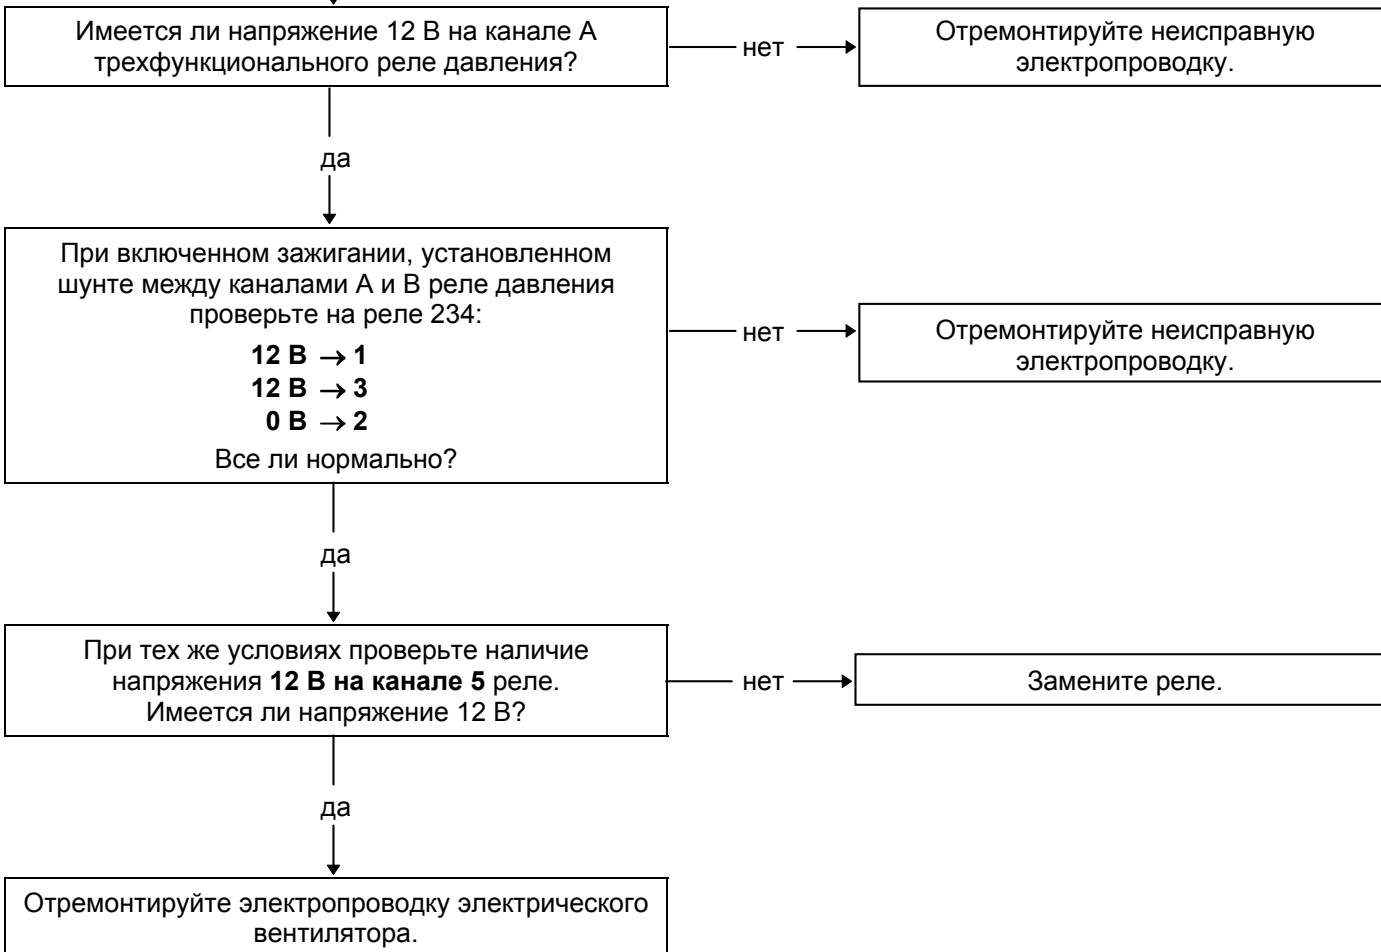 Имеется ли напряжение 12 В на канале А
трехфункционального реле давления?
нет
Отремонтируйте неисправную
электропроводку.
да
При включенном зажигании, установленном
шунте между каналами А и В реле давления
проверьте на реле 234:
12 В → 1
12 В → 3
0 В → 2
Все ли нормально?
нет
Отремонтируйте неисправную
электропроводку.
да
При тех же условиях проверьте наличие
напряжения 12 В на канале 5 реле.
Имеется ли напряжение 12 В?
нет
Замените реле.
да
Отремонтируйте электропроводку электрического
вентилятора.